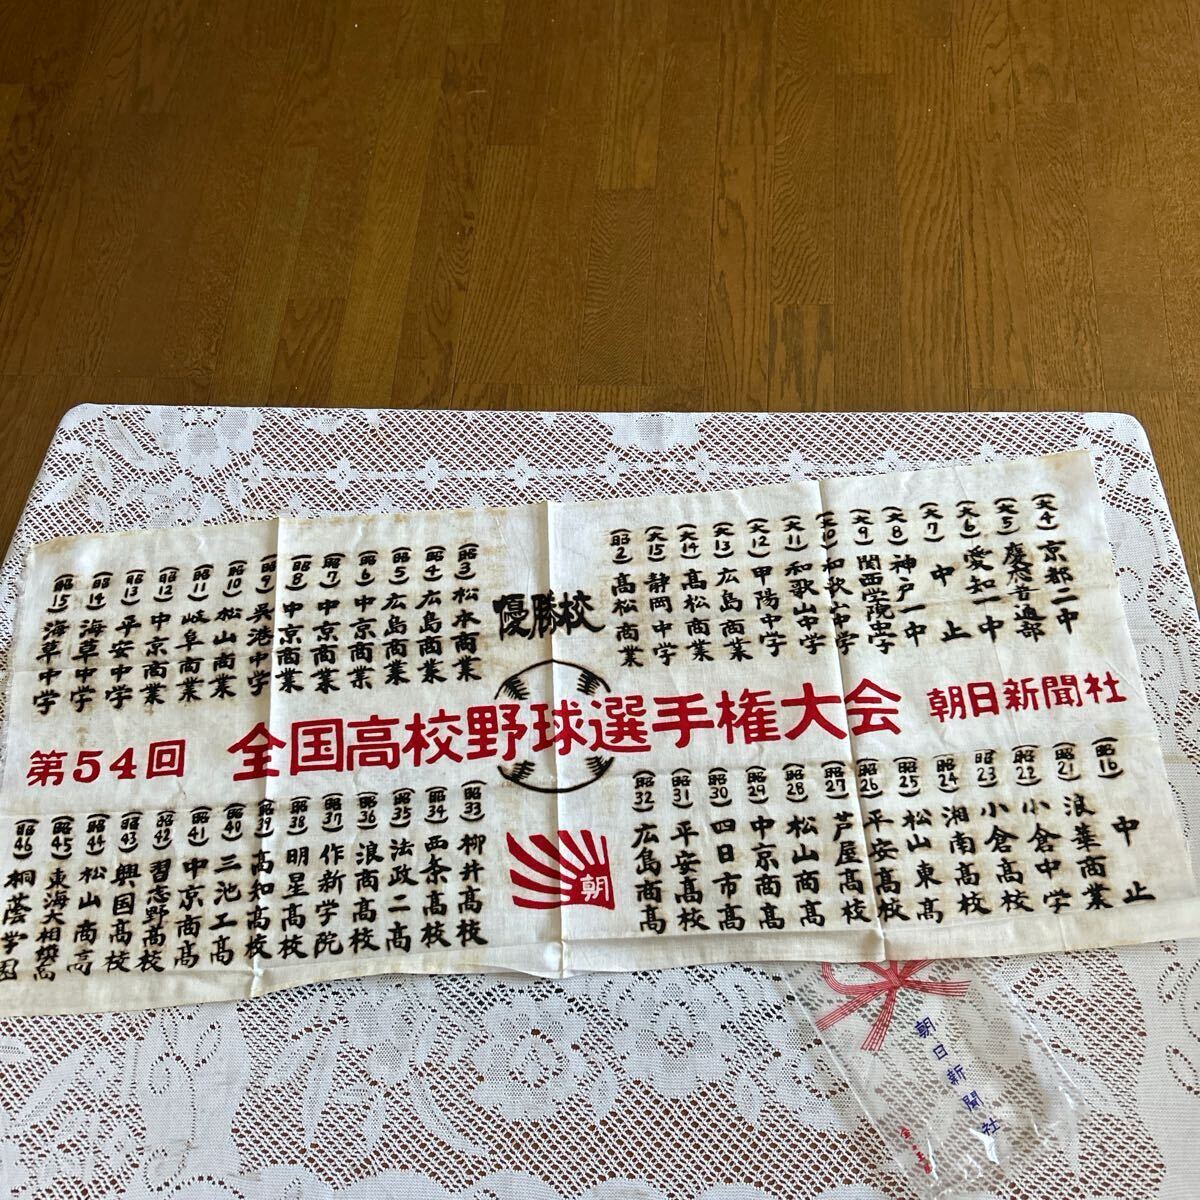 優勝校
（大4）京都二中
（大5）慶応普通部
（大6）愛知一中
（大7）中止
（大8）神戸一中
（大9）関西学院中学
（大10）和歌山中学
（大11）和歌山中学
（大12）甲陽中学
（大13）広島商業
（大14）高松商業
（大15）静岡中学
（昭2）高松商業
（昭3）松本商業
（昭4）広島商業
（昭5）広島商業
（昭6）中京商業
（昭7）中京商業
（昭8）中京商業
（昭9）呉港中学
（昭10）松山商業
（昭11）岐阜商業
（昭12）中京商業
（昭13）平安中学
（昭14）海草中学
（昭15）海草中学
第54回 全国高校野球選手権大会 朝日新聞社
（昭16）中止
（昭21）浪華商業
（昭22）小倉中学
（昭23）小倉高校
（昭24）湘南高校
（昭25）松山東高
（昭26）平安高校
（昭27）芦屋高校
（昭28）松山商高
（昭29）中京商高
（昭30）四日市高
（昭31）平安高校
（昭32）広島商高
朝
（昭33）柳井高校
（昭34）西条高校
（昭35）法政二高
（昭36）浪商高校
（昭37）作新学院
（昭38）明星高校
（昭39）高知高校
（昭40）三池工高
（昭41）中京商高
（昭42）習志野高校
（昭43）興国高校
（昭44）松山商高
（昭45）東海大相模高
（昭46）桐蔭学園
朝日新聞社